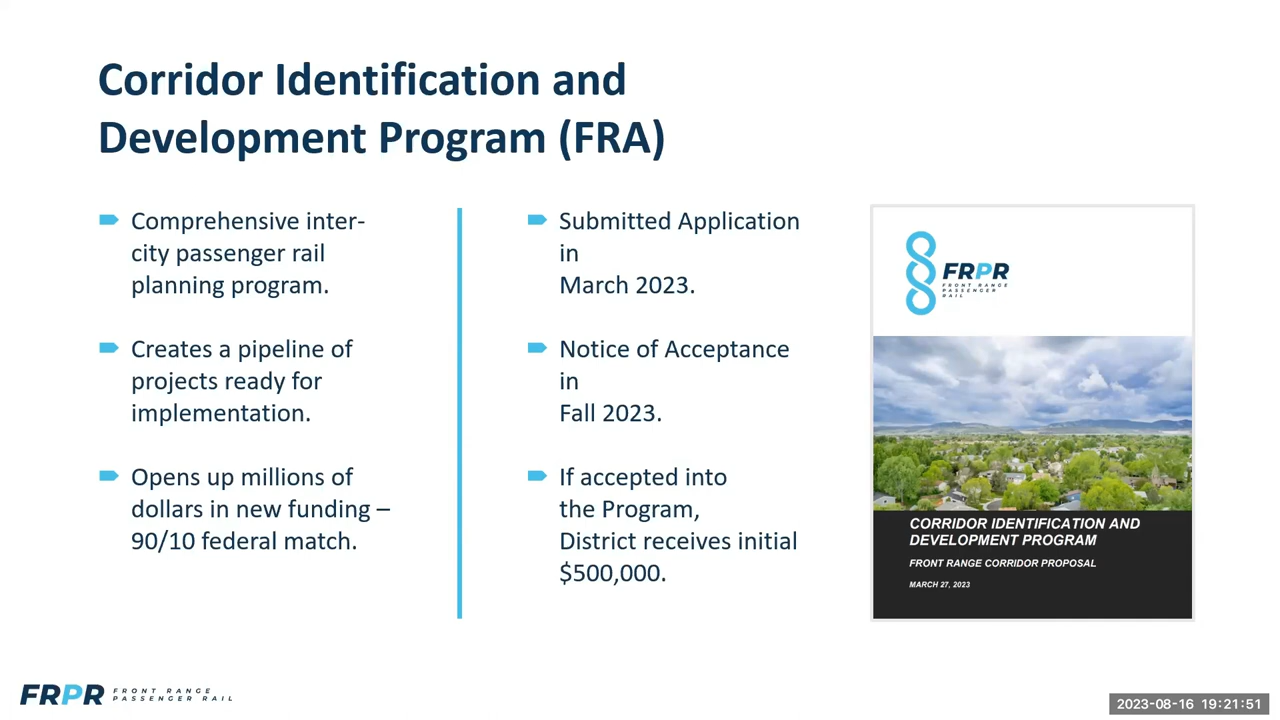 Corridor Identification and
Development Program (FRA)
Comprehensive inter-
city passenger rail
planning program.
Creates a pipeline of
projects ready for
implementation.
Opens up millions of
dollars in new funding –
90/10 federal match.
Submitted Application
in
March 2023.
Notice of Acceptance
in
Fall 2023.
If accepted into
the Program,
District receives initial
$500,000.
FRPR
FRONT RANGE
PASSENGER
RAIL
CORRIDOR IDENTIFICATION AND
DEVELOPMENT PROGRAM
FRONT RANGE CORRIDOR PROPOSAL
MARCH 27, 2023
FRPR
FRONT RANGE
PASSENGER RAIL
2023-08-16 19:21:51